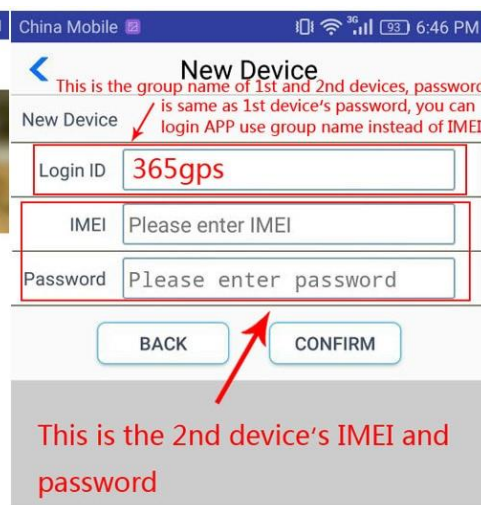 China Mobile 3G 93 6:46 PM
New Device
This is the group name of 1st and 2nd devices, password
is same as 1st device's password, you can
New Device
login APP use group name instead of IMEI
Login ID 365gps
IMEI Please enter IMEI
Password Please enter password
BACK CONFIRM
This is the 2nd device's IMEI and
password